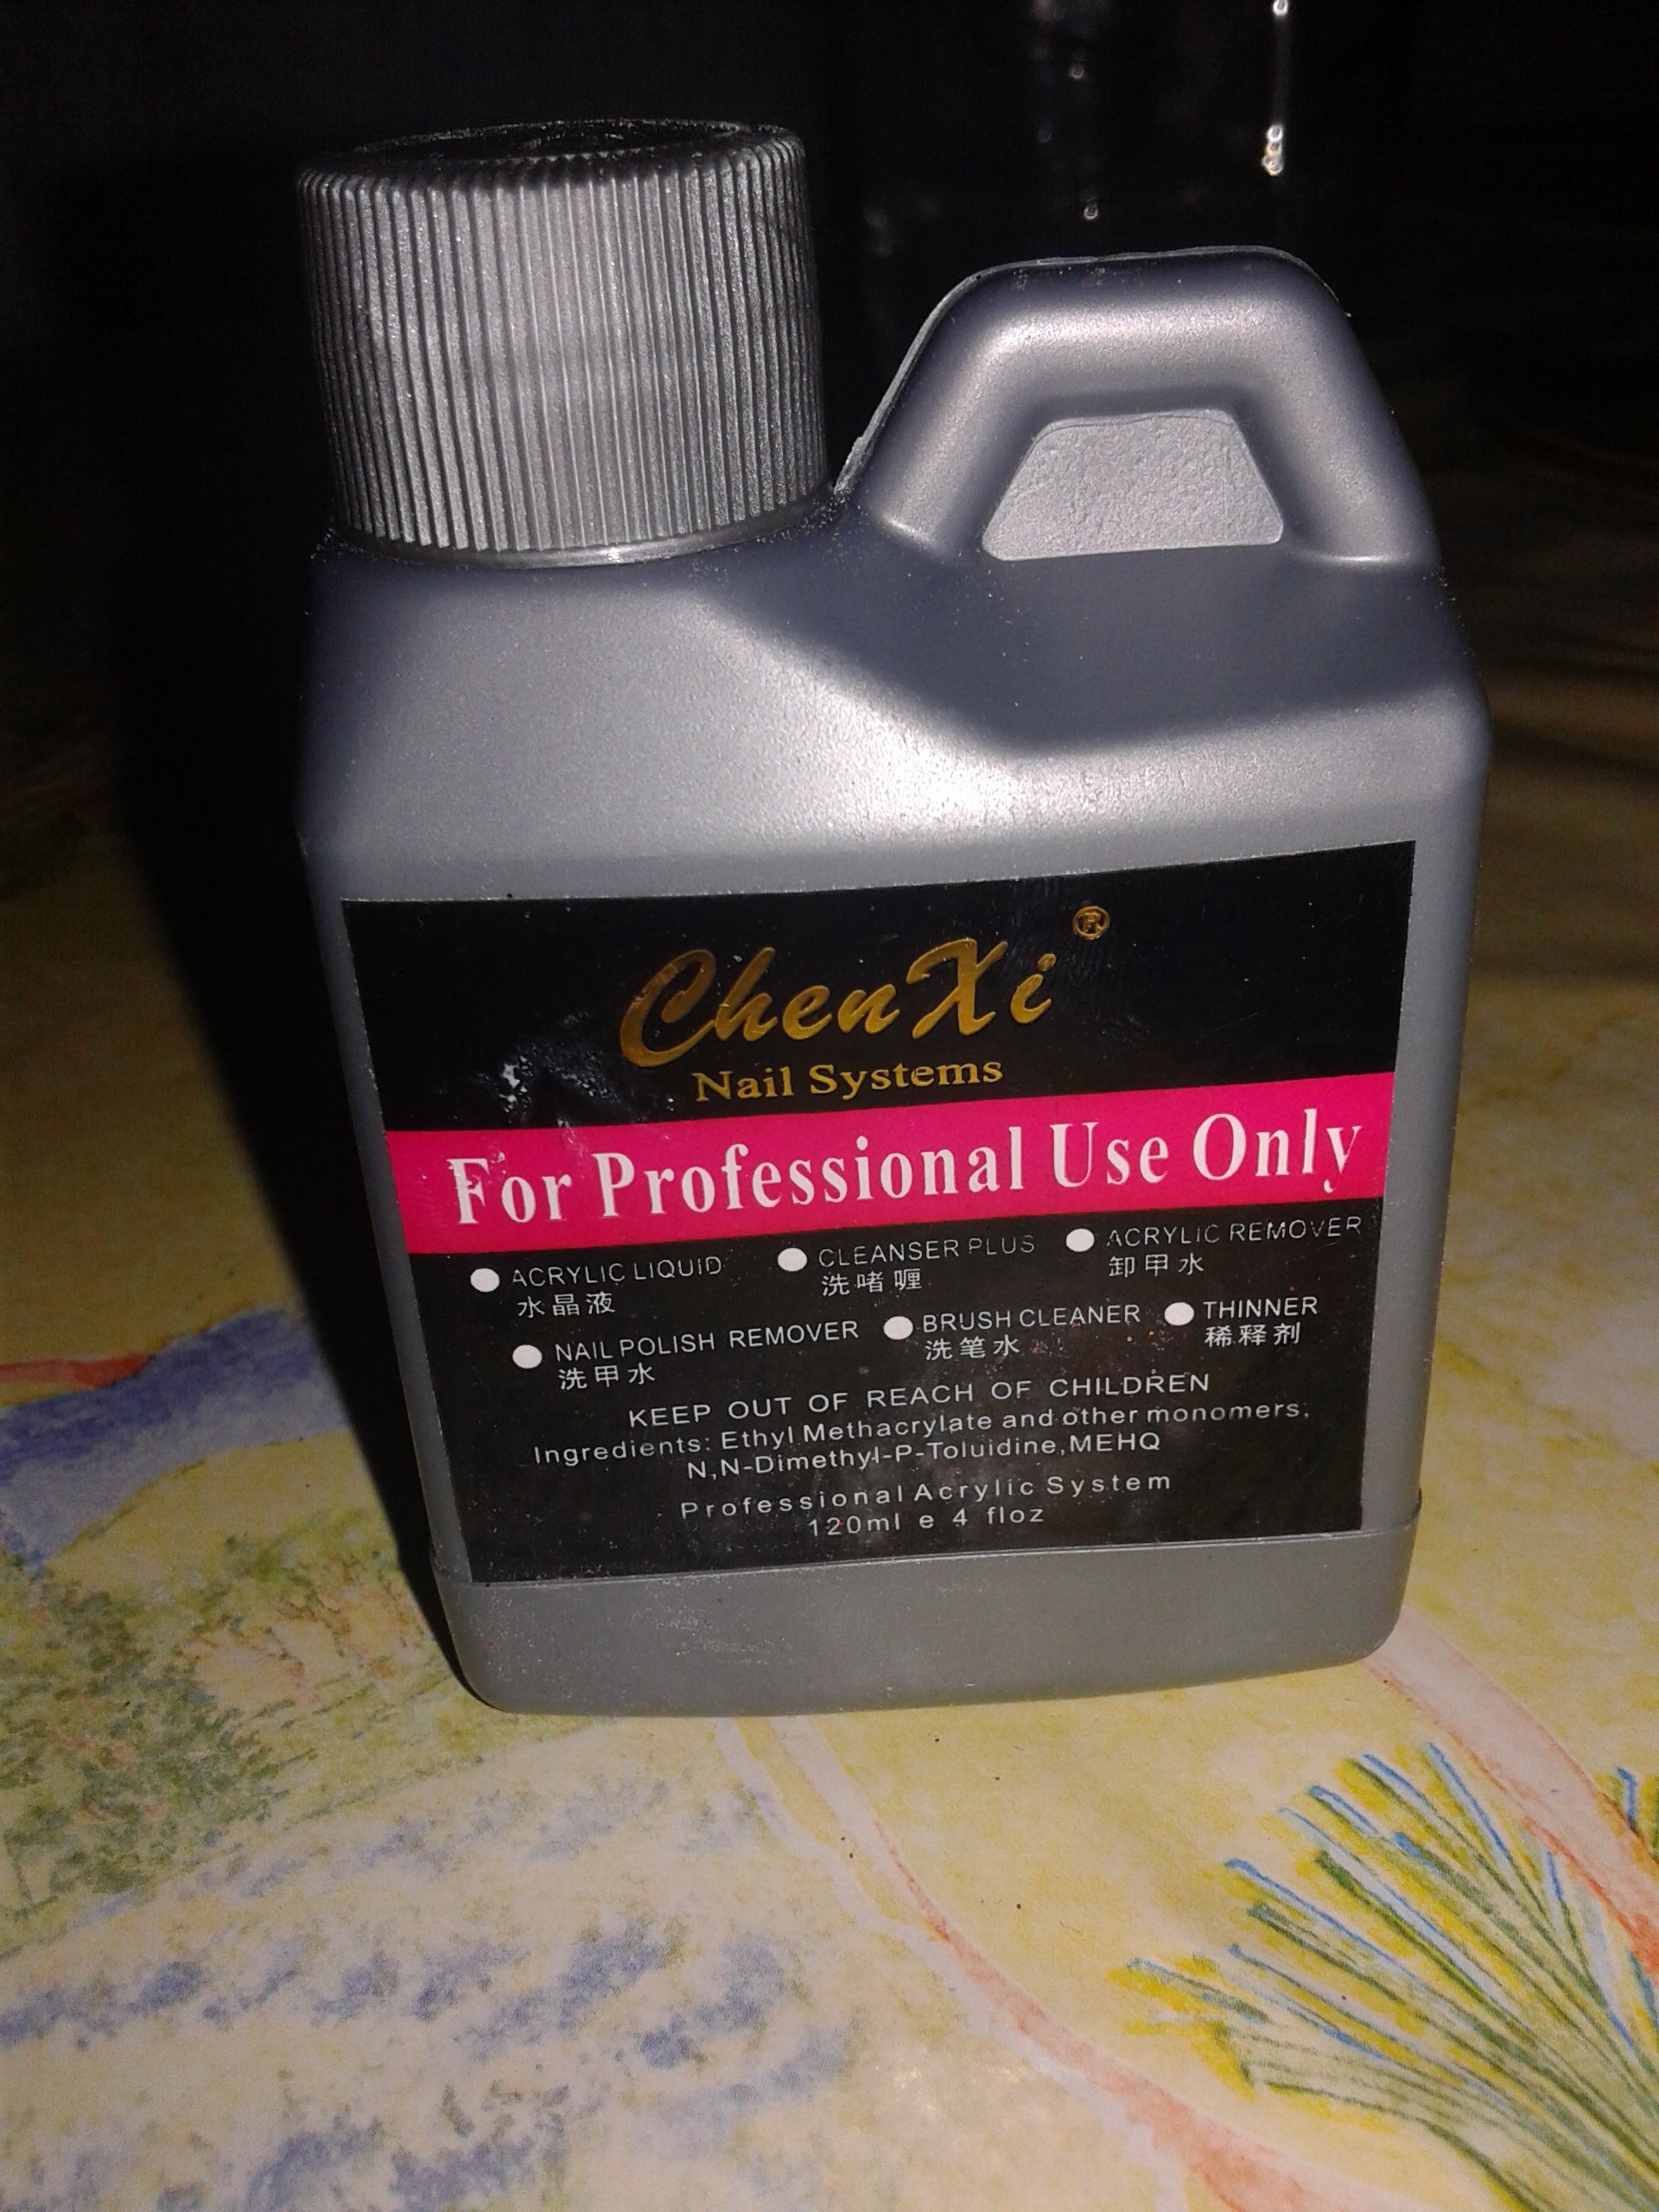 ChenXi ®
Nail Systems
For Professional Use Only
ACRYLIC LIQUID CLEANSER PLUS ACRYLIC REMOVER
水晶液 洗啫喱 卸甲水
NAIL POLISH REMOVER BRUSH CLEANER THINNER
洗甲水 洗笔水 稀释剂
KEEP OUT OF REACH OF CHILDREN
Ingredients: Ethyl Methacrylate and other monomers,
N,N-Dimethyl-P-Toluidine,MEHQ
Professional Acrylic System
120ml e 4 floz